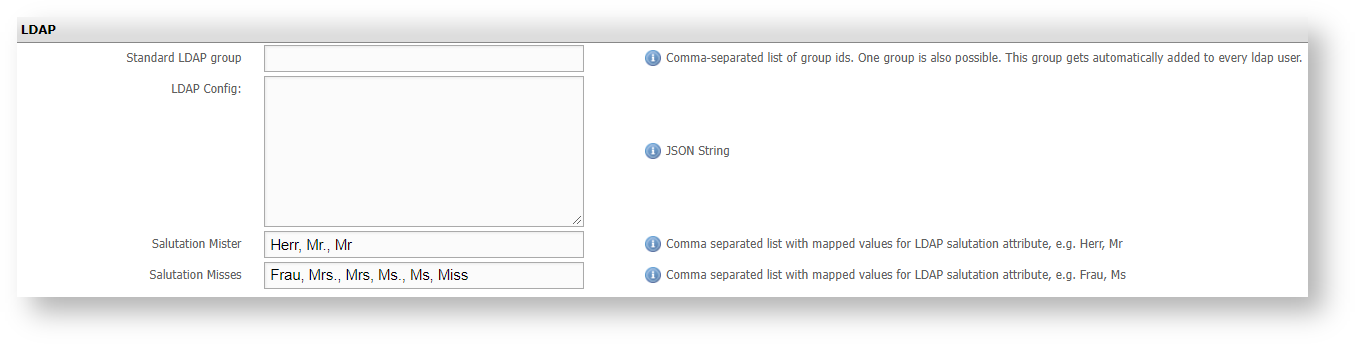 LDAP
Standard LDAP group
Comma-separated list of group ids. One group is also possible. This group gets automatically added to every ldap user.
LDAP Config:
JSON String
Salutation Mister
Herr, Mr., Mr
Comma separated list with mapped values for LDAP salutation attribute, e.g. Herr, Mr
Salutation Misses
Frau, Mrs., Mrs, Ms., Ms, Miss
Comma separated list with mapped values for LDAP salutation attribute, e.g. Frau, Ms